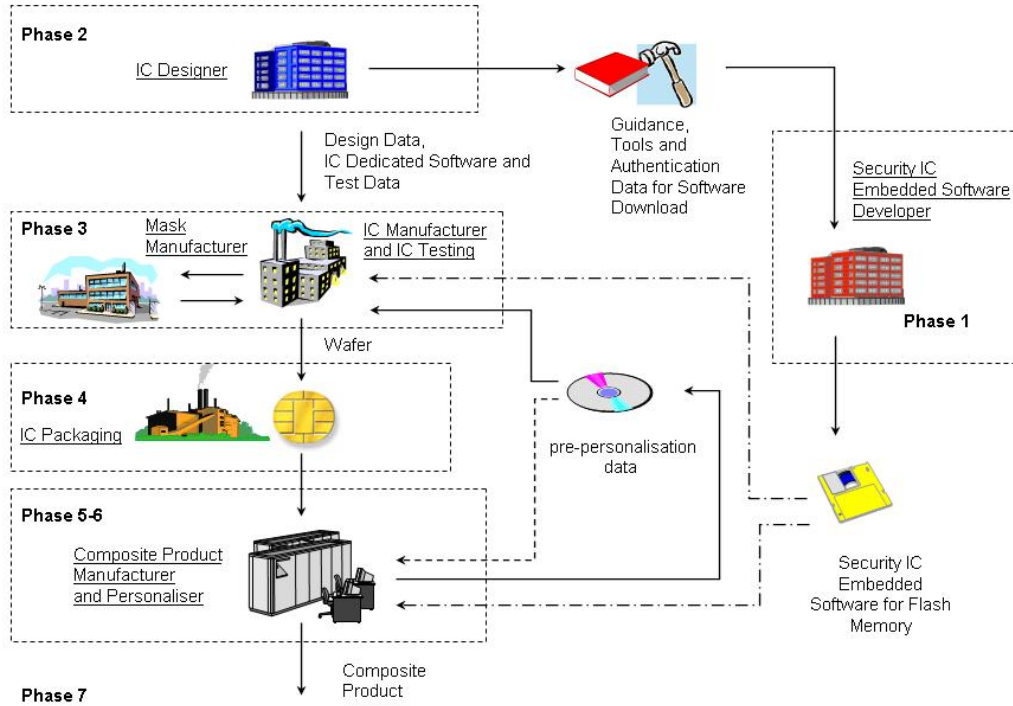 Phase 2
IC Designer
Design Data,
IC Dedicated Software and
Test Data
Guidance,
Tools and
Authentication
Data for Software
Download
Security IC
Embedded Software
Developer
Phase 1
Phase 3
Mask
Manufacturer
IC Manufacturer
and IC Testing
Wafer
Phase 4
IC Packaging
pre-personalisation
data
Phase 5-6
Composite Product
Manufacturer
and Personaliser
Security IC
Embedded
Software for Flash
Memory
Composite
Product
Phase 7